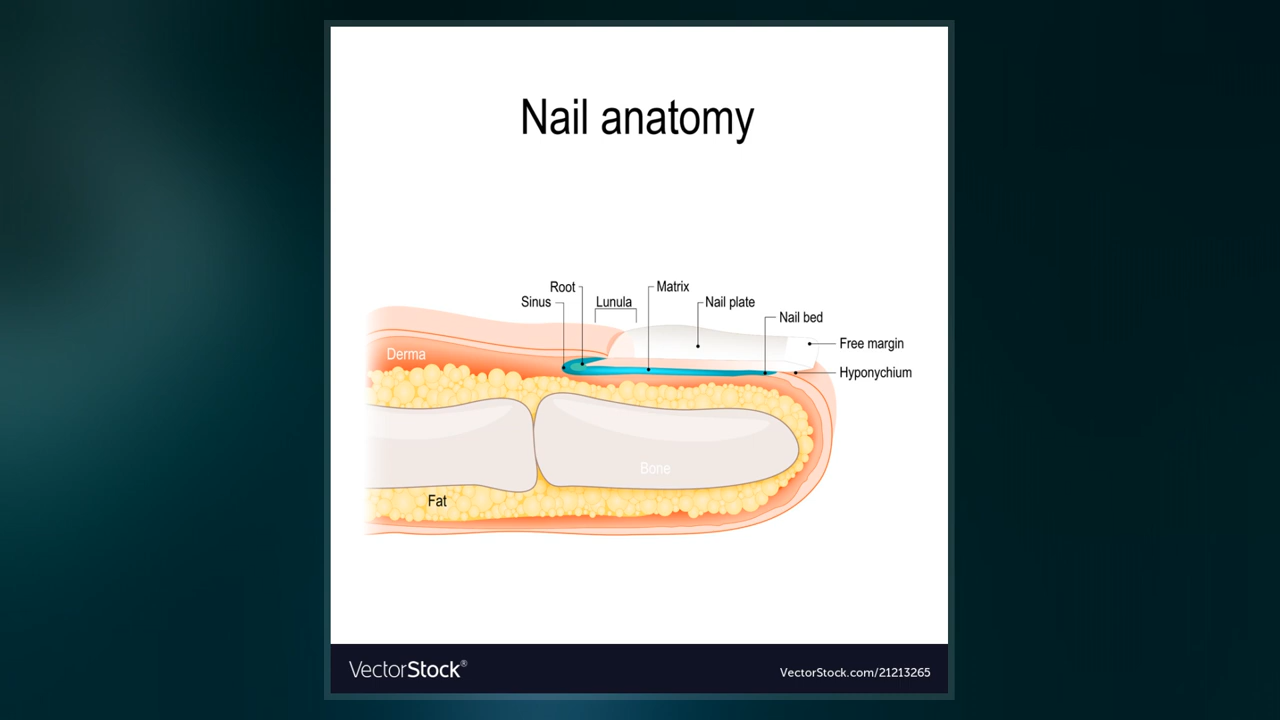 Nail anatomy
Root
Matrix
Sinus
Lunula
Nail plate
Nail bed
Free margin
Derma
Hyponychium
Bone
Fat
VectorStock®
VectorStock.com/21213265